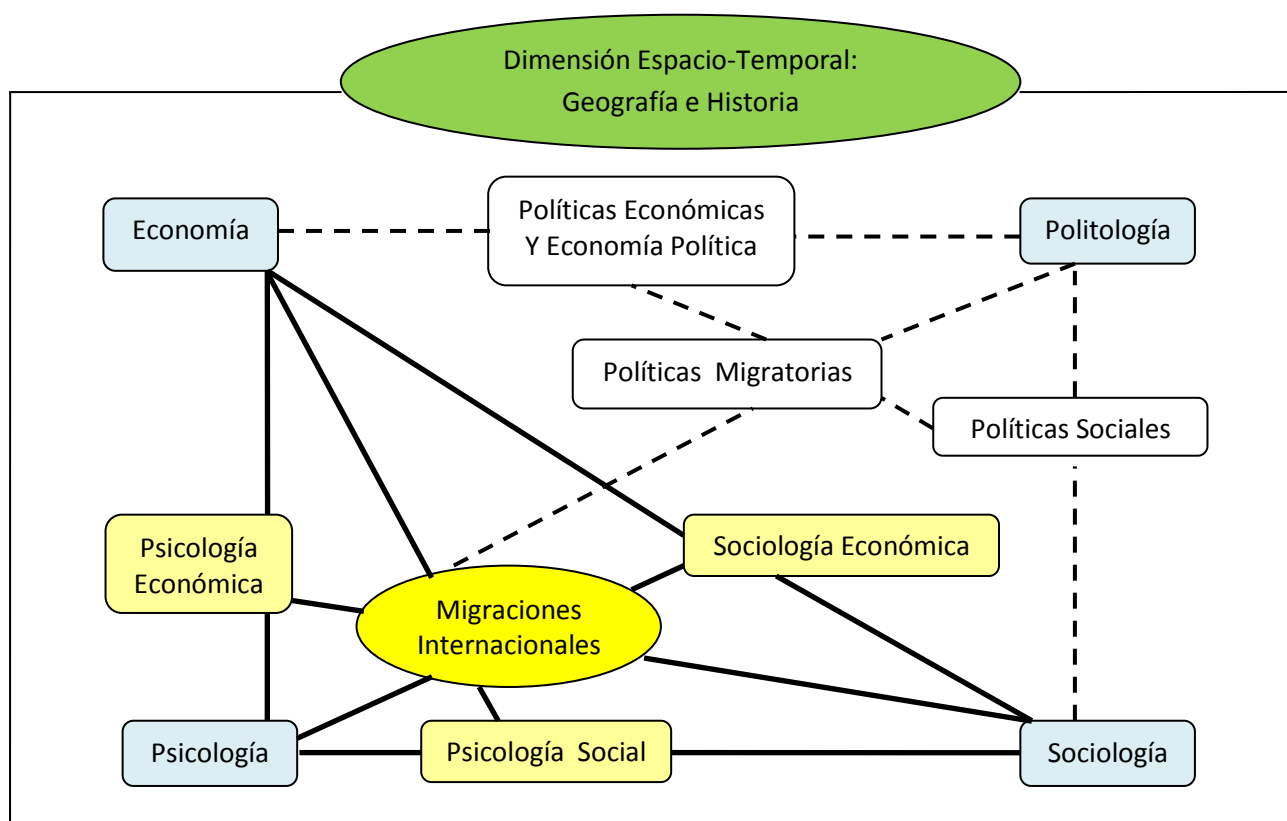 Dimensión Espacio-Temporal:
Geografía e Historia
Economía
Políticas Económicas
Y Economía Política
Politología
Políticas Migratorias
Políticas Sociales
Psicología
Económica
Sociología Económica
Migraciones
Internacionales
Psicología
Psicología Social
Sociología